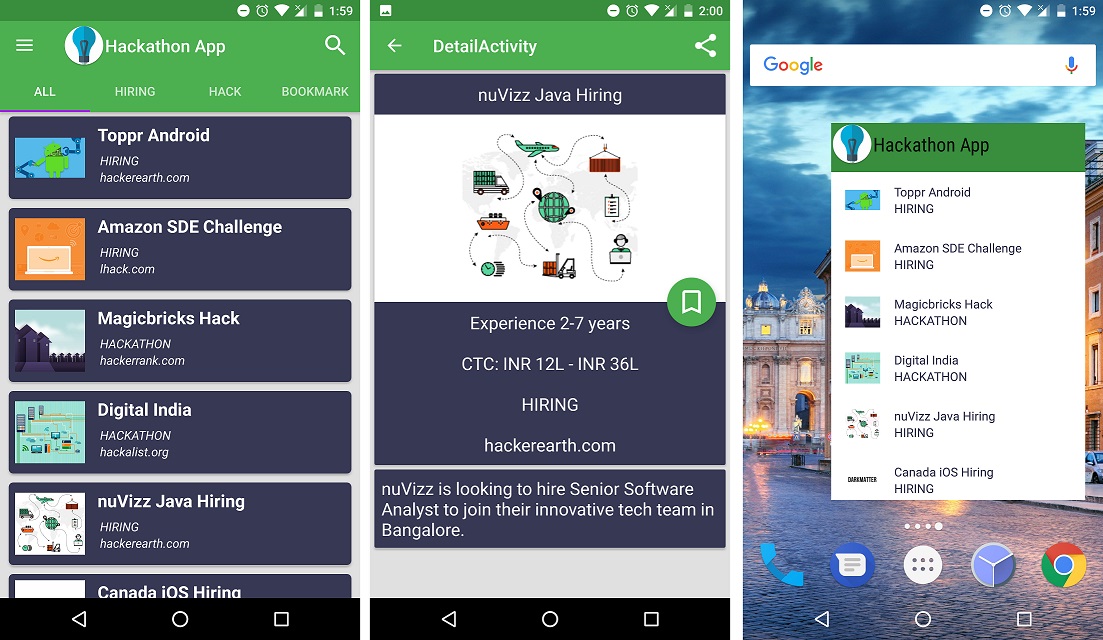 1:59
Hackathon App
ALL
HIRING
HACK
BOOKMARK
Toppr Android
HIRING
hackerearth.com
Amazon SDE Challenge
HIRING
Ihack.com
Magicbricks Hack
HACKATHON
hackerrank.com
Digital India
HACKATHON
hackalist.org
nuVizz Java Hiring
HIRING
hackerearth.com
Canada iOS Hiring
2:00
DetailActivity
nuVizz Java Hiring
Experience 2-7 years
CTC: INR 12L - INR 36L
HIRING
hackerearth.com
nuVizz is looking to hire Senior Software
Analyst to join their innovative tech team in
Bangalore.
1:59
Google
Hackathon App
Toppr Android
HIRING
Amazon SDE Challenge
HIRING
Magicbricks Hack
HACKATHON
Digital India
HACKATHON
nuVizz Java Hiring
HIRING
DARKMATTER
Canada iOS Hiring
HIRING